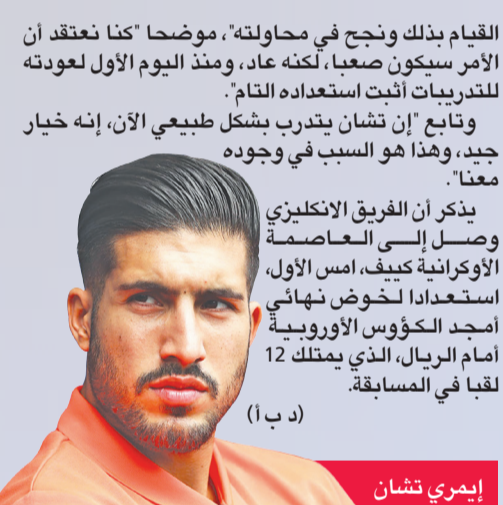 القيام بذلك ونجح في محاولته"، موضحا "كنا نعتقد أن
الأمر سيكون صعبا، لكنه عاد، ومنذ اليوم الأول لعودته
للتدريبات أثبت استعداده التام".
وتابع "إن تشان يتدرب بشكل طبيعي الآن، إنه خيار
جيد، وهذا هو السبب في وجوده
معنا".
يذكر أن الفريق الانكليزي
وصل إلى العاصمة
الأوكرانية كييف، امس الأول،
استعدادا لخوض نهائي
أمجد الكؤوس الأوروبية
أمام الريال، الذي يمتلك 12
لقبا في المسابقة.
(د ب أ)
إيمري تشان